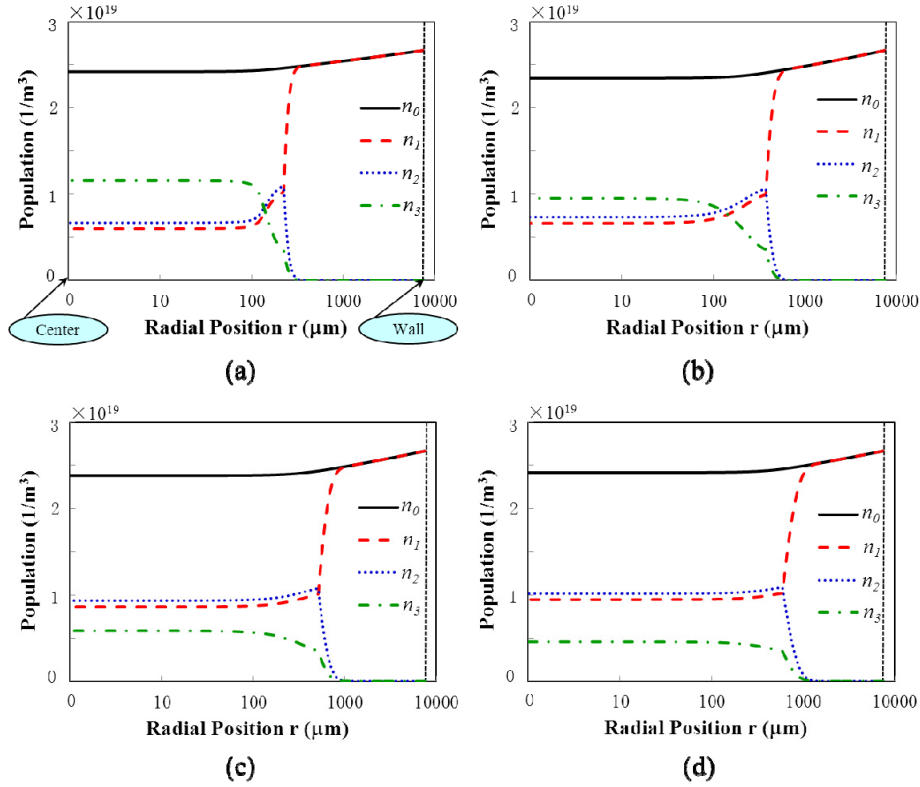 ×10¹⁹
3
2
1
0
Population (1/m³)
n₀
n₁
n₂
n₃
0 10 100 1000 10000
Center
Radial Position r (μm)
Wall
(a)
×10¹⁹
3
2
1
0
Population (1/m³)
n₀
n₁
n₂
n₃
0 10 100 1000 10000
Radial Position r (μm)
(b)
×10¹⁹
3
2
1
0
Population (1/m³)
n₀
n₁
n₂
n₃
0 10 100 1000 10000
Radial Position r (μm)
(c)
×10¹⁹
3
2
1
0
Population (1/m³)
n₀
n₁
n₂
n₃
0 10 100 1000 10000
Radial Position r (μm)
(d)